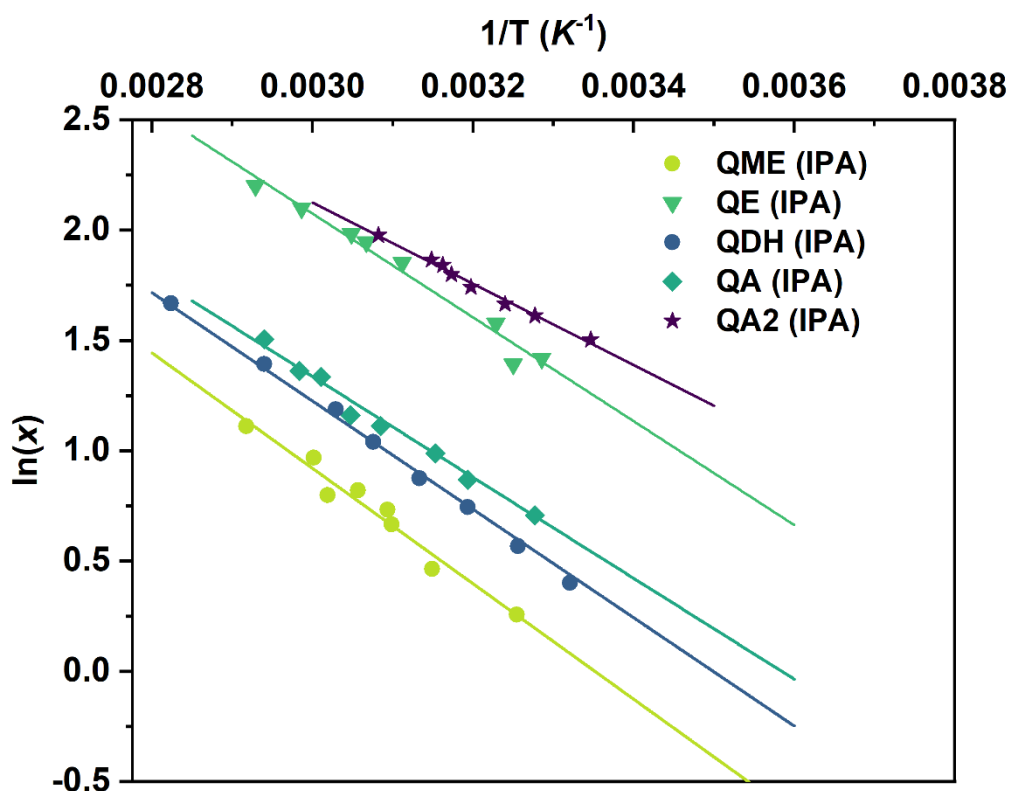 1/T (K⁻¹)
0.0028 0.0030 0.0032 0.0034 0.0036 0.0038
2.5
2.0
1.5
1.0
0.5
0.0
-0.5
ln(x)
QME (IPA)
QE (IPA)
QDH (IPA)
QA (IPA)
QA2 (IPA)